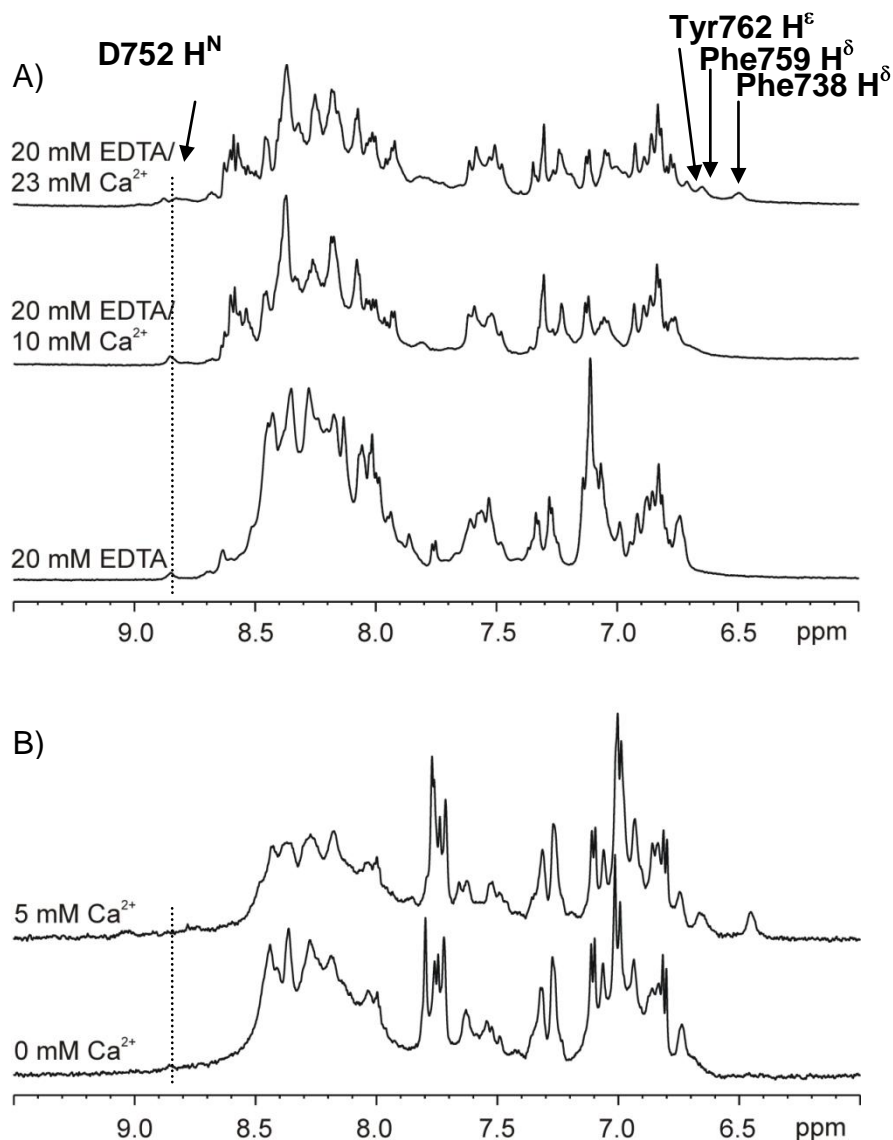 A)
D752 Hᴺ
Tyr762 Hᵋ
Phe759 Hᵟ
Phe738 Hᵟ
20 mM EDTA/
23 mM Ca²⁺
20 mM EDTA/
10 mM Ca²⁺
20 mM EDTA
9.0 8.5 8.0 7.5 7.0 6.5 ppm
B)
5 mM Ca²⁺
0 mM Ca²⁺
9.0 8.5 8.0 7.5 7.0 6.5 ppm